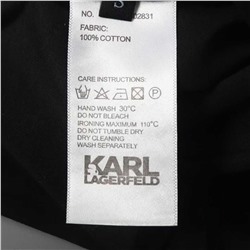 S
NO. 2831
FABRIC:
100% COTTON
CARE INSTRUCTIONS:
HAND WASH 30°C
DO NOT BLEACH
IRONING MAXIMUM 110°C
DO NOT TUMBLE DRY
DRY CLEANING
WASH SEPARATELY
KARL
LAGERFELD